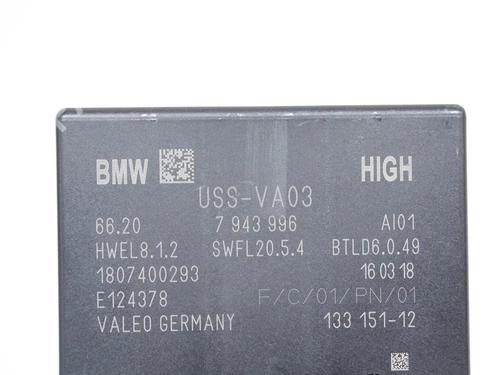 BMW HIGH
USS-VA03
66.20 7 943 996 AI01
HWEL8.1.2 SWFL20.5.4 BTLD6.0.49
1807400293 16 03 18
E124378 F/C/01/PN/01
VALEO GERMANY 133 151-12